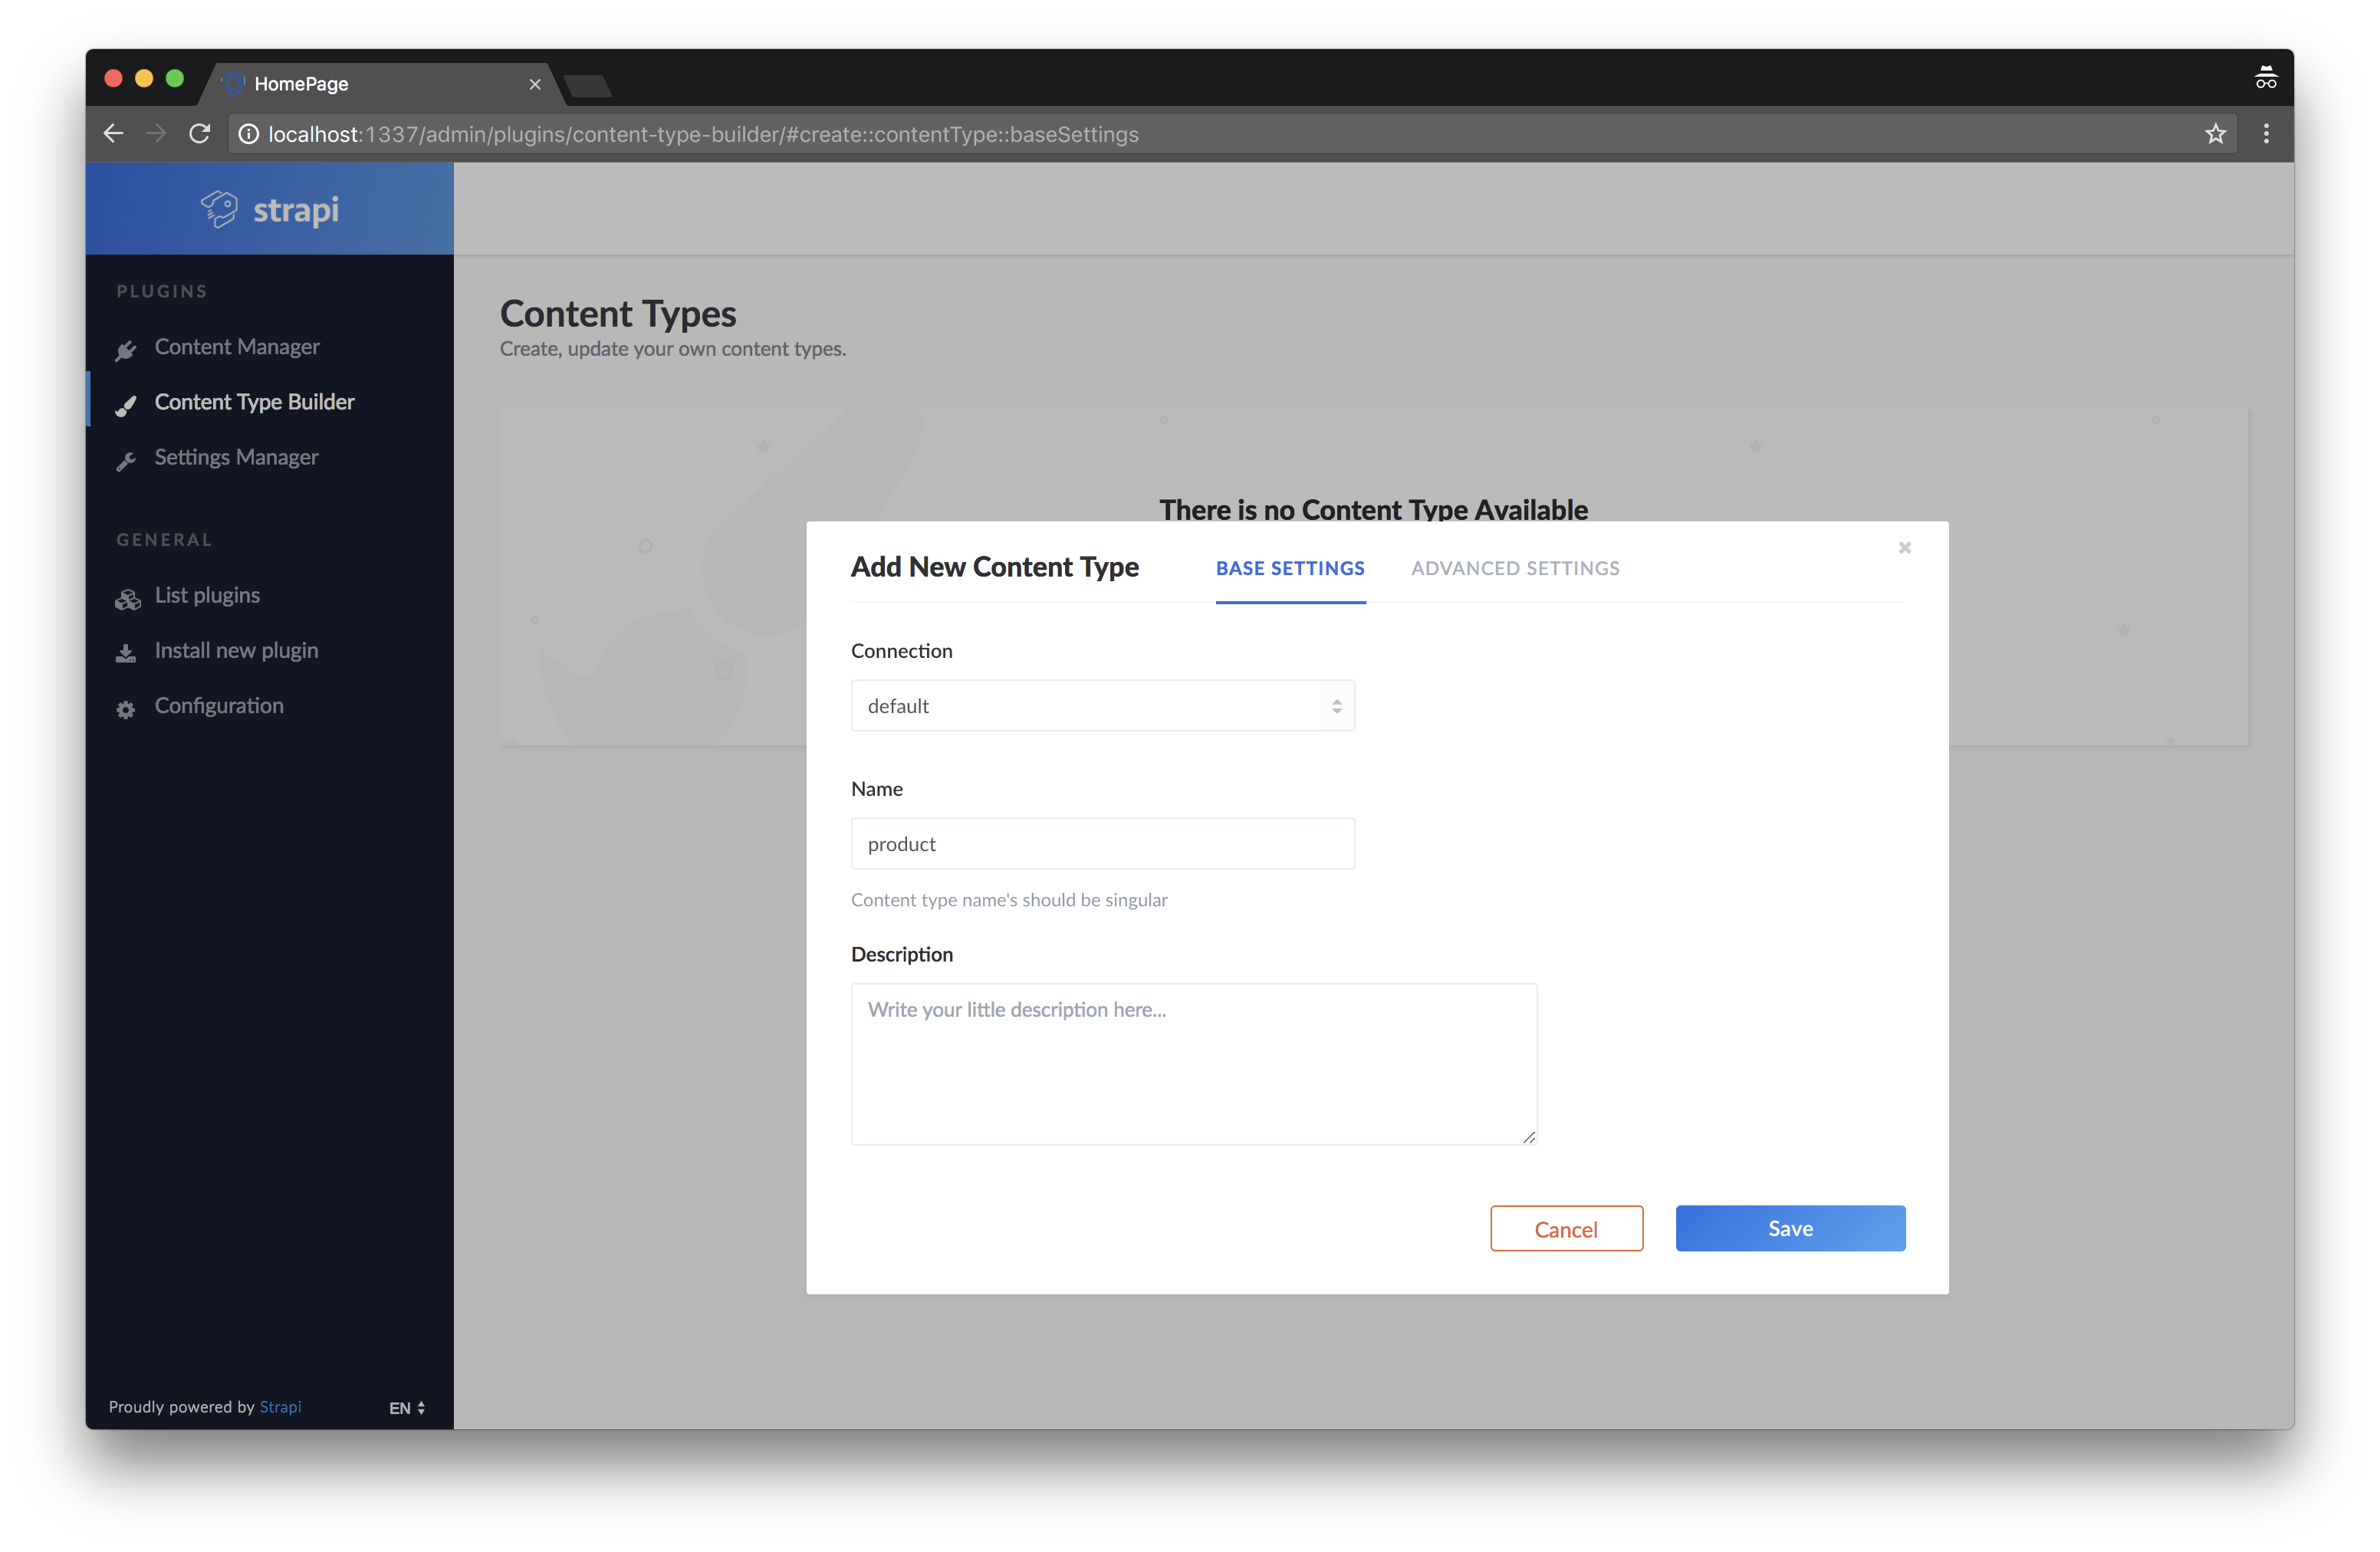 HomePage
localhost:1337/admin/plugins/content-type-builder/#create::contentType::baseSettings
strapi
PLUGINS
Content Manager
Content Type Builder
Settings Manager
GENERAL
List plugins
Install new plugin
Configuration
Proudly powered by Strapi
EN
Content Types
Create, update your own content types.
There is no Content Type Available
Add New Content Type
BASE SETTINGS
ADVANCED SETTINGS
Connection
default
Name
product
Content type name's should be singular
Description
Write your little description here...
Cancel
Save